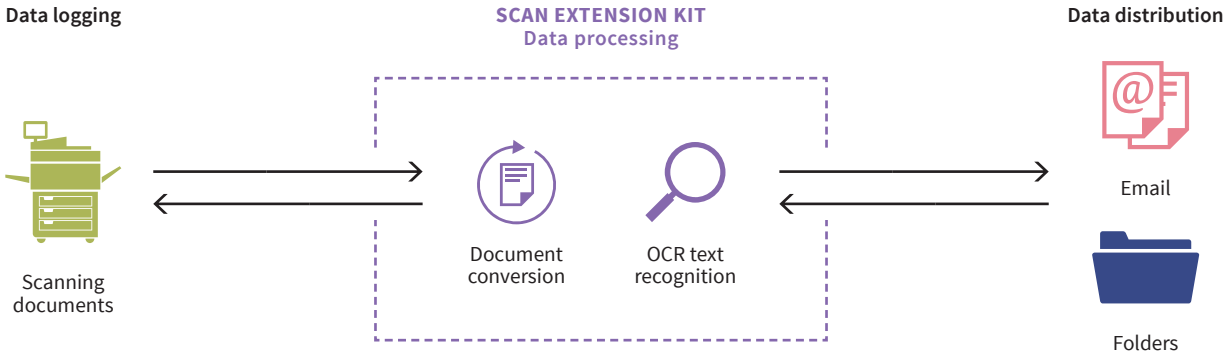 Data logging
SCAN EXTENSION KIT
Data processing
Data distribution
Scanning
documents
Document
conversion
OCR text
recognition
@
Email
Folders